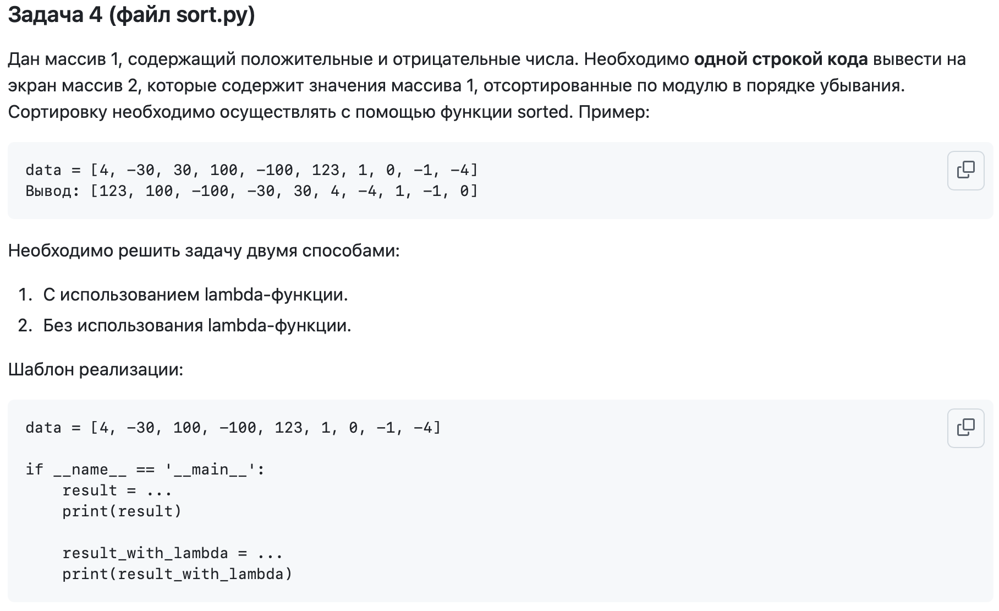 Задача 4 (файл sort.py)
Дан массив 1, содержащий положительные и отрицательные числа. Необходимо одной строкой кода вывести на
экран массив 2, которые содержит значения массива 1, отсортированные по модулю в порядке убывания.
Сортировку необходимо осуществлять с помощью функции sorted. Пример:
data = [4, -30, 30, 100, -100, 123, 1, 0, -1, -4]
Вывод: [123, 100, -100, -30, 30, 4, -4, 1, -1, 0]
Необходимо решить задачу двумя способами:
1. С использованием lambda-функции.
2. Без использования lambda-функции.
Шаблон реализации:
data = [4, -30, 100, -100, 123, 1, 0, -1, -4]
if __name__ == '__main__':
    result = ...
    print(result)
    result_with_lambda = ...
    print(result_with_lambda)